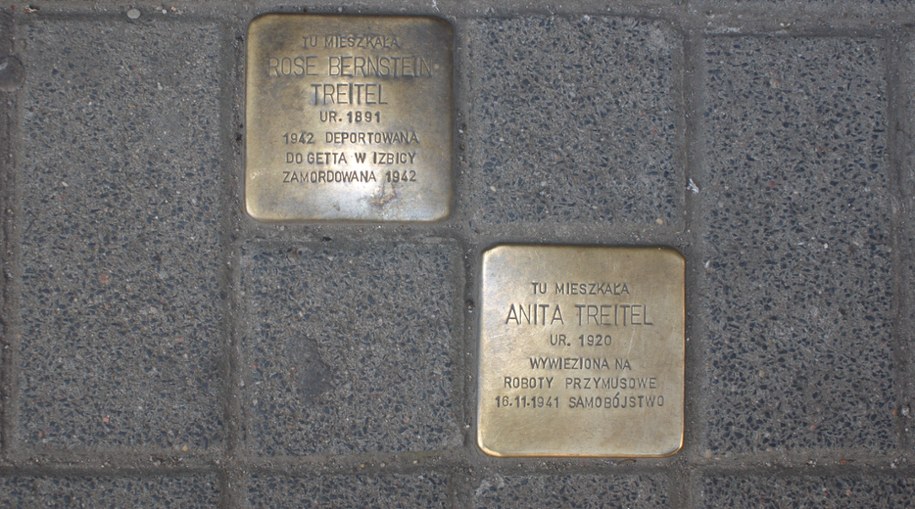 TU MIESZKAŁA
ROSE BERNSTEIN
TREITEL
UR. 1891
1942 DEPORTOWANA
DO GETTA W IZBICY
ZAMORDOWANA 1942
TU MIESZKAŁA
ANITA TREITEL
UR. 1920
WYWIEZIONA NA
ROBOTY PRZYMUSOWE
16.11.1941 SAMOBÓJSTWO